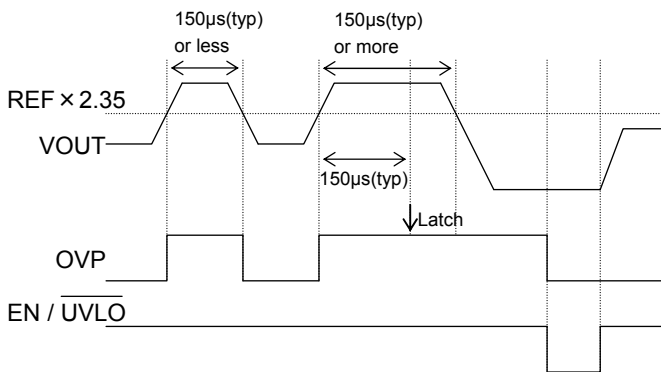 150μs(typ)
or less
150μs(typ)
or more
REF × 2.35
VOUT
150μs(typ)
Latch
OVP
EN / UVLO